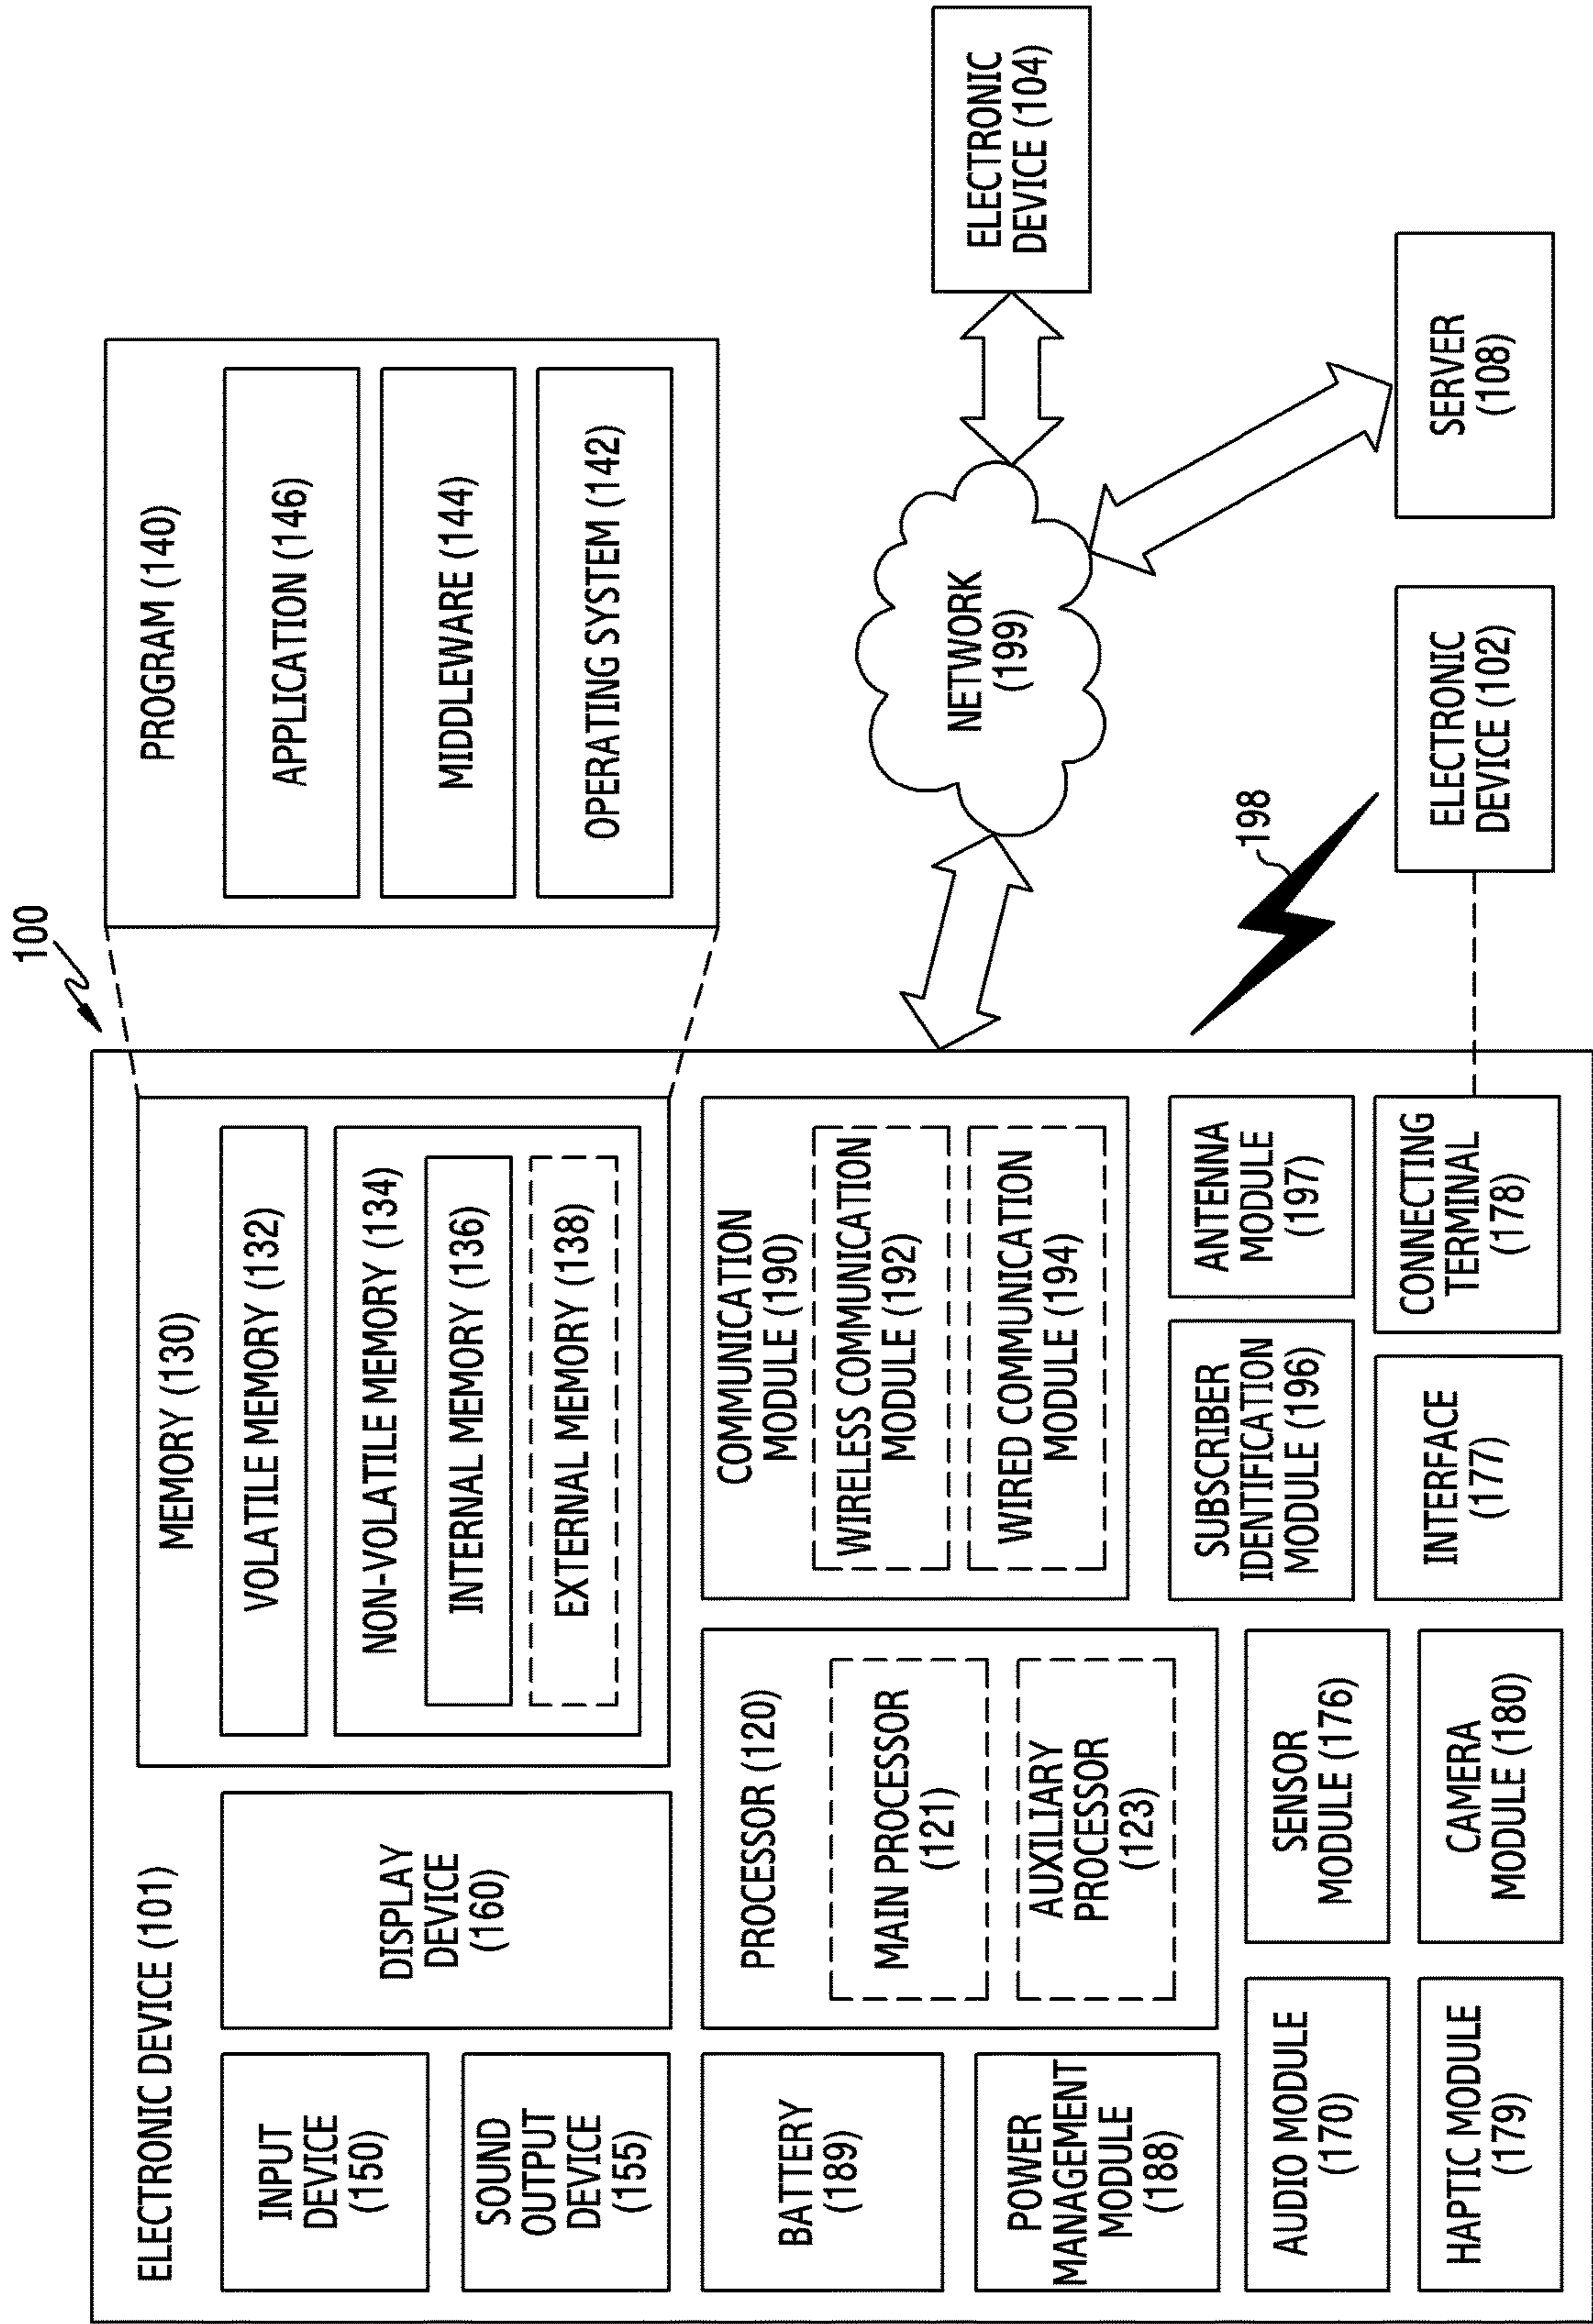 100
ELECTRONIC DEVICE (101)
INPUT
DEVICE
(150)
SOUND
OUTPUT
DEVICE
(155)
DISPLAY
DEVICE
(160)
MEMORY (130)
VOLATILE MEMORY (132)
NON-VOLATILE MEMORY (134)
INTERNAL MEMORY (136)
EXTERNAL MEMORY (138)
PROGRAM (140)
APPLICATION (146)
MIDDLEWARE (144)
OPERATING SYSTEM (142)
BATTERY
(189)
POWER
MANAGEMENT
MODULE
(188)
PROCESSOR (120)
MAIN PROCESSOR
(121)
AUXILIARY
PROCESSOR
(123)
COMMUNICATION
MODULE (190)
WIRELESS COMMUNICATION
MODULE (192)
WIRED COMMUNICATION
MODULE (194)
NETWORK
(199)
ELECTRONIC
DEVICE (104)
AUDIO MODULE
(170)
SENSOR
MODULE (176)
SUBSCRIBER
IDENTIFICATION
MODULE (196)
ANTENNA
MODULE
(197)
198
HAPTIC MODULE
(179)
CAMERA
MODULE (180)
INTERFACE
(177)
CONNECTING
TERMINAL
(178)
ELECTRONIC
DEVICE (102)
SERVER
(108)